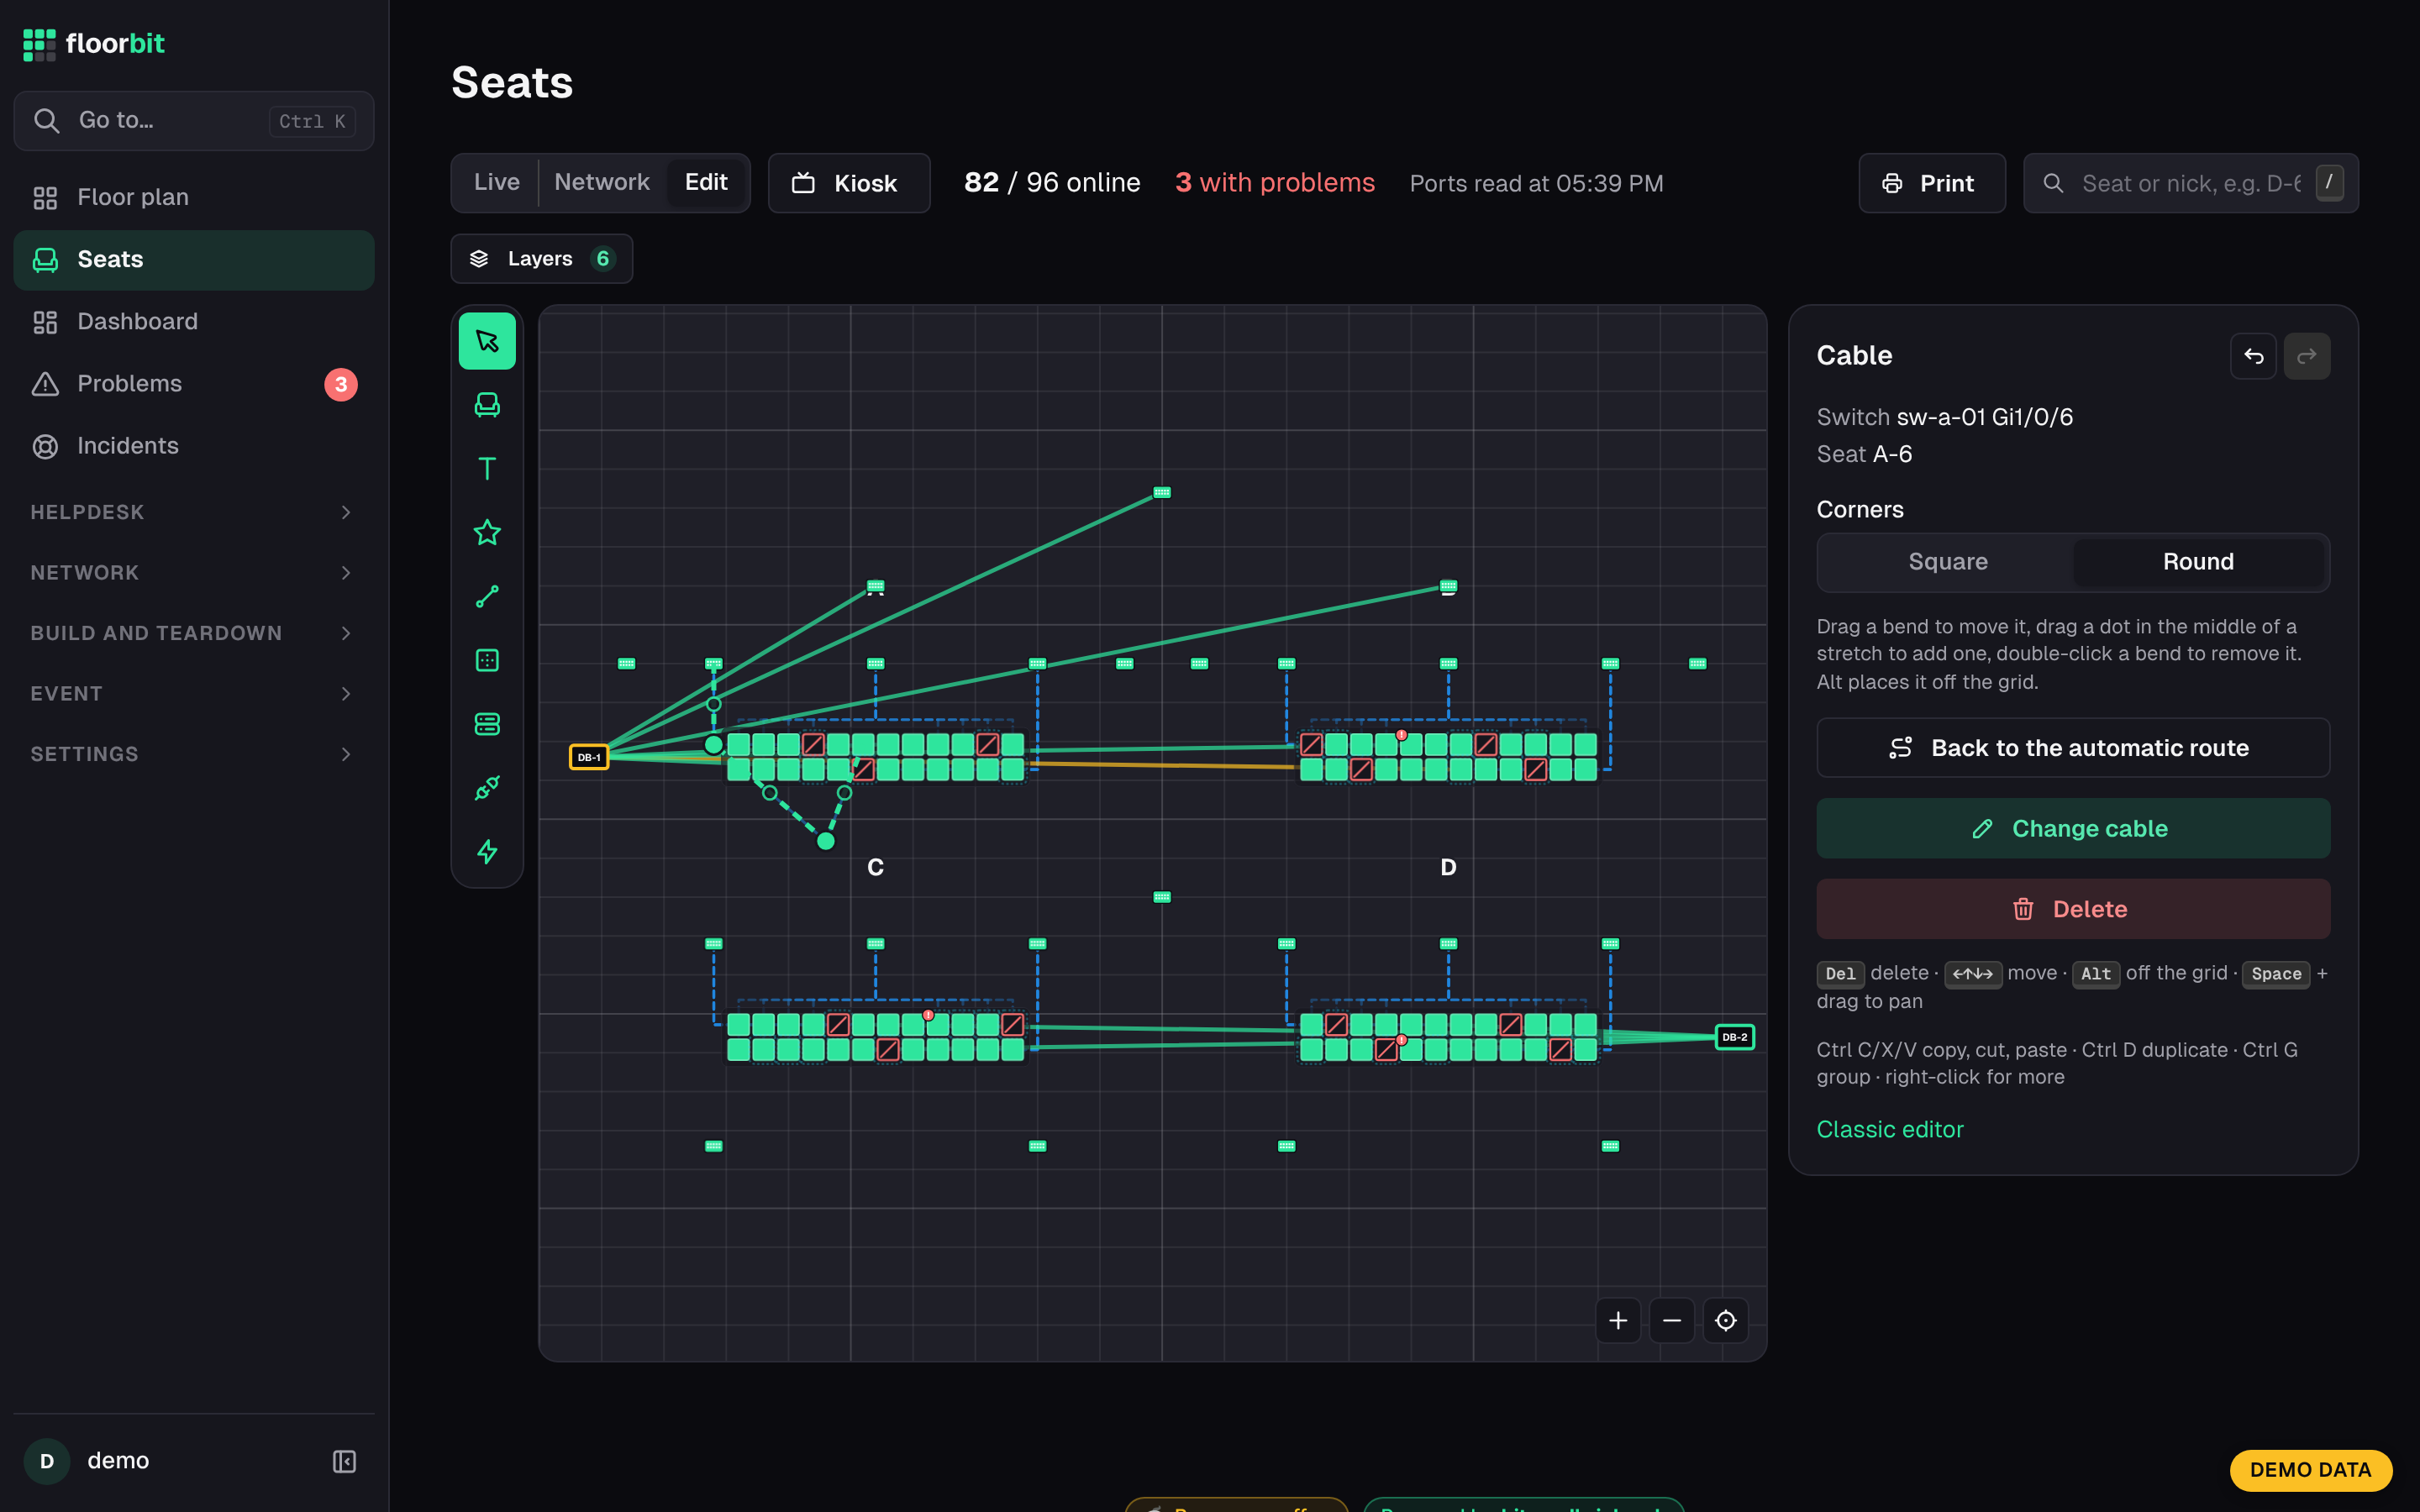 floorbit
Go to... Ctrl K
Floor plan
Seats
Dashboard
Problems 3
Incidents
HELPDESK
NETWORK
BUILD AND TEARDOWN
EVENT
SETTINGS
D demo
Seats
Live Network Edit Kiosk 82 / 96 online 3 with problems Ports read at 05:39 PM Print Seat or nick, e.g. D-6 /
Layers 6
DB-1
C D
DB-2
Cable
Switch sw-a-01 Gi1/0/6
Seat A-6
Corners
Square Round
Drag a bend to move it, drag a dot in the middle of a
stretch to add one, double-click a bend to remove it.
Alt places it off the grid.
Back to the automatic route
Change cable
Delete
Del delete · ←↑↓→ move · Alt off the grid · Space +
drag to pan
Ctrl C/X/V copy, cut, paste · Ctrl D duplicate · Ctrl G
group · right-click for more
Classic editor
DEMO DATA